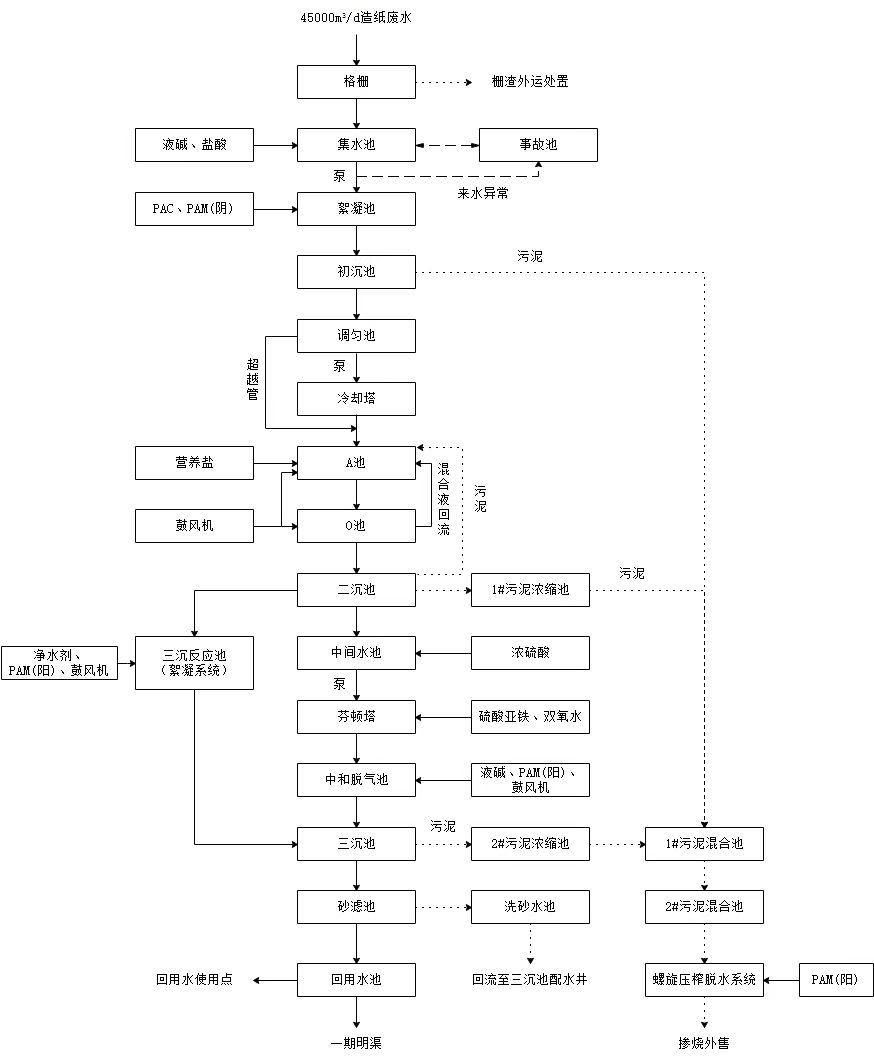 45000m³/d造纸废水
格栅
栅渣外运处置
液碱、盐酸
集水池
事故池
泵
来水异常
PAC、PAM(阴)
絮凝池
污泥
初沉池
调匀池
超越管
泵
冷却塔
营养盐
A池
混合液回流
污泥
鼓风机
O池
二沉池
1#污泥浓缩池
污泥
净水剂、
PAM(阳)、鼓风机
三沉反应池
(絮凝系统)
中间水池
浓硫酸
泵
芬顿塔
硫酸亚铁、双氧水
中和脱气池
液碱、PAM(阳)、
鼓风机
污泥
三沉池
2#污泥浓缩池
1#污泥混合池
砂滤池
洗砂水池
2#污泥混合池
回用水使用点
回用水池
回流至三沉池配水井
螺旋压榨脱水系统
PAM(阳)
一期明渠
掺烧外售